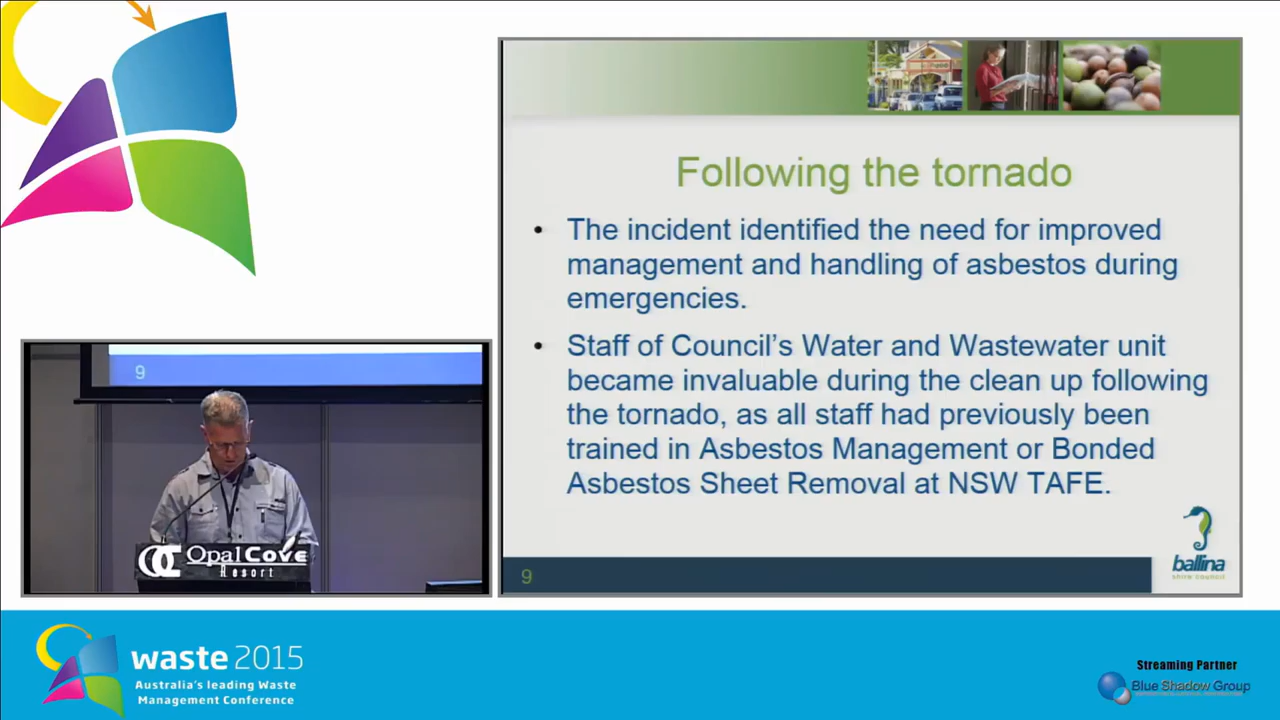 Following the tornado
• The incident identified the need for improved
management and handling of asbestos during
emergencies.
• Staff of Council's Water and Wastewater unit
became invaluable during the clean up following
the tornado, as all staff had previously been
trained in Asbestos Management or Bonded
Asbestos Sheet Removal at NSW TAFE.
9
ballina
shire council
9
OC OpalCove
Resort
waste 2015
Australia's leading Waste
Management Conference
Streaming Partner
Blue Shadow Group